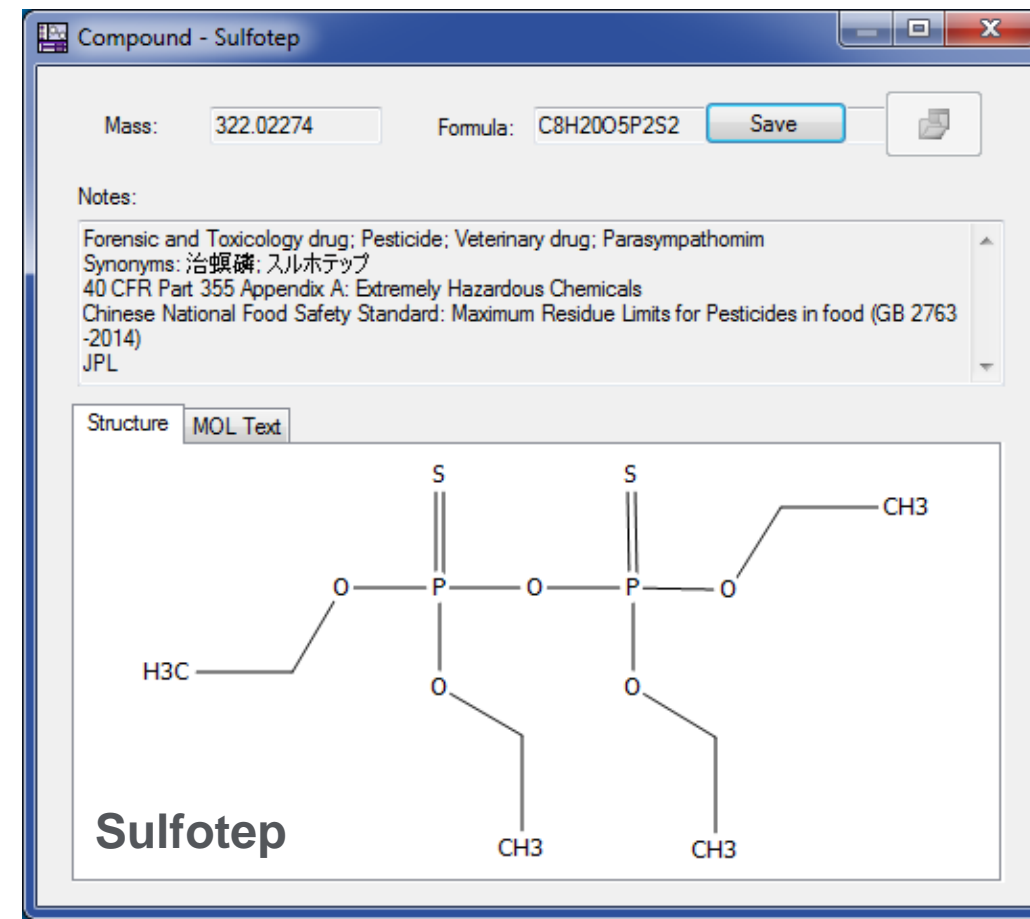 Compound - Sulfotep
Mass: 322.02274 Formula: C8H20O5P2S2 Save
Notes:
Forensic and Toxicology drug; Pesticide; Veterinary drug; Parasympathomim
Synonyms: 治螟磷; スルホテップ
40 CFR Part 355 Appendix A: Extremely Hazardous Chemicals
Chinese National Food Safety Standard: Maximum Residue Limits for Pesticides in food (GB 2763
-2014)
JPL
Structure MOL Text
S S
CH3
O P O P O
H3C
O O
CH3 CH3
Sulfotep